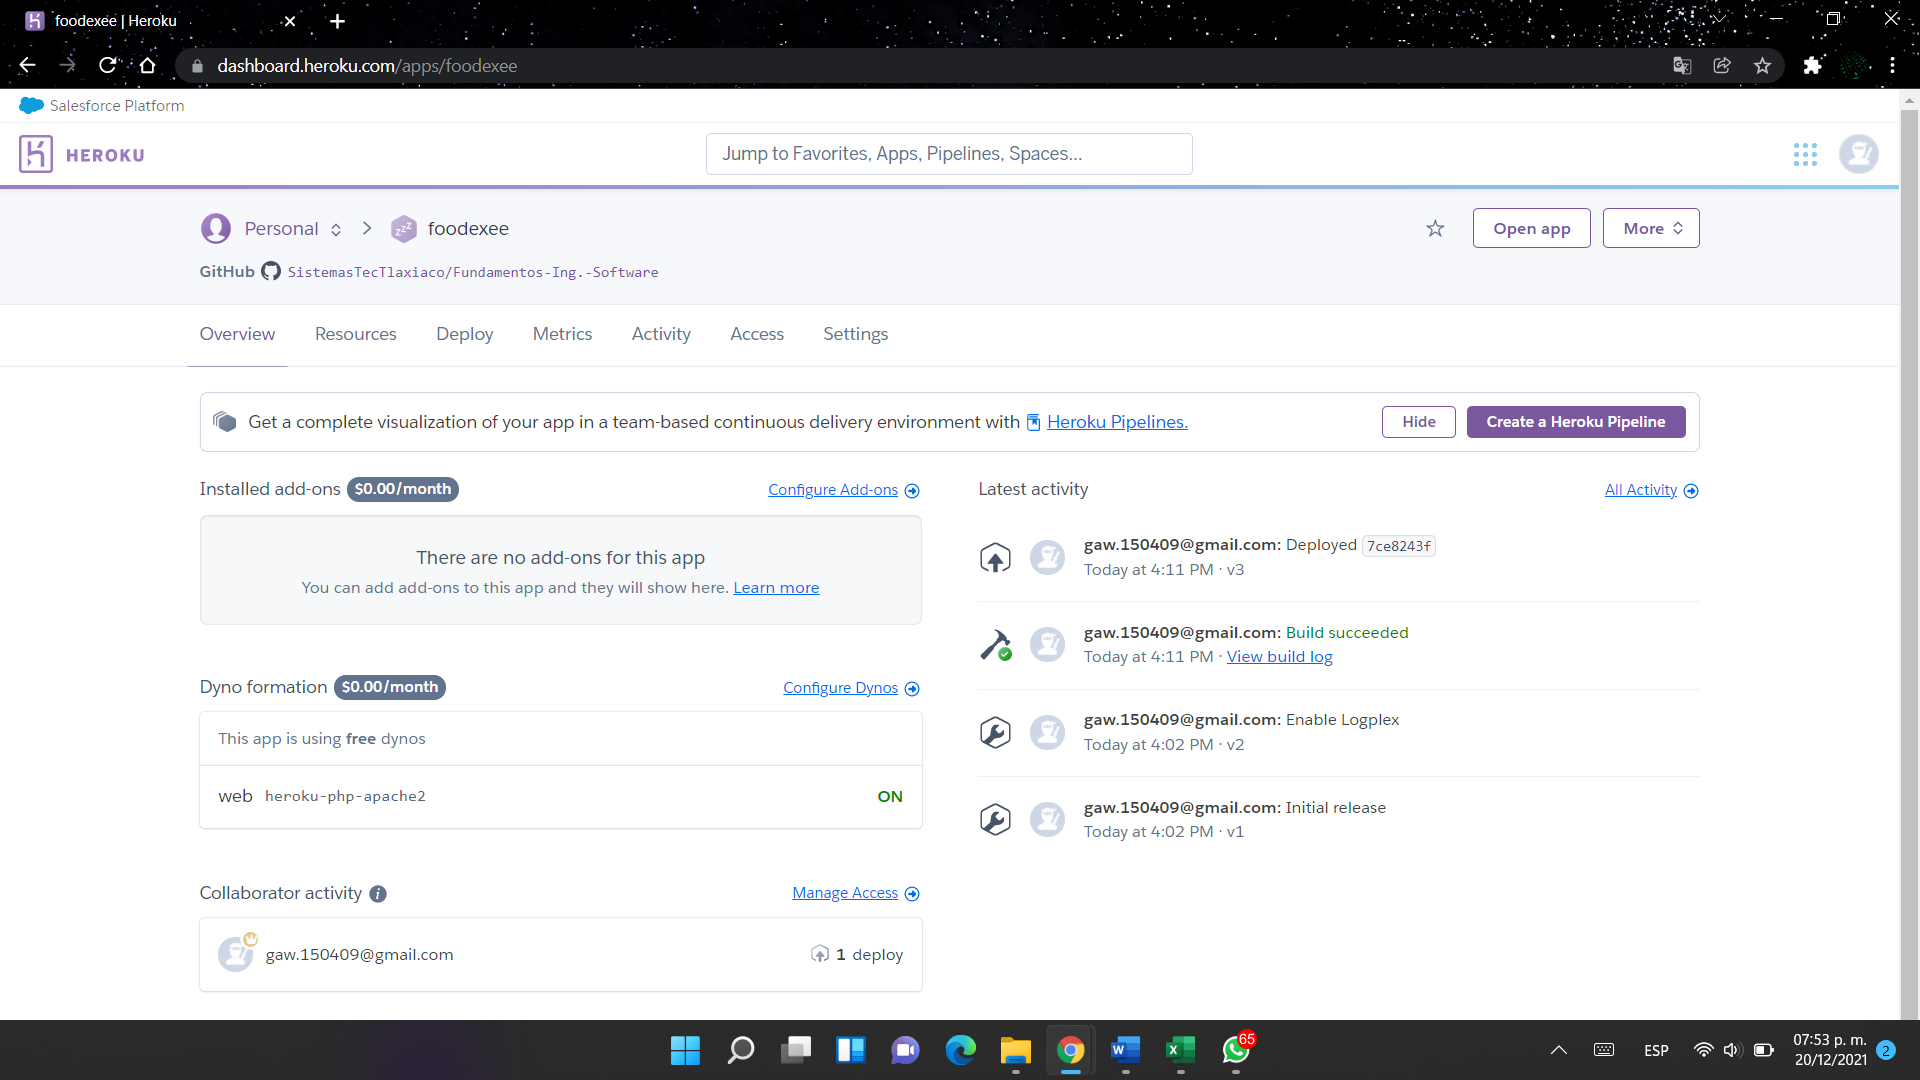 foodexee | Heroku
dashboard.heroku.com/apps/foodexee
Salesforce Platform
HEROKU
Jump to Favorites, Apps, Pipelines, Spaces...
Personal
zzz
foodexee
Open app
More
GitHub SistemasTecTlaxiaco/Fundamentos-Ing.-Software
Overview
Resources
Deploy
Metrics
Activity
Access
Settings
Get a complete visualization of your app in a team-based continuous delivery environment with Heroku Pipelines.
Hide
Create a Heroku Pipeline
Installed add-ons $0.00/month
Configure Add-ons
There are no add-ons for this app
You can add add-ons to this app and they will show here. Learn more
Dyno formation $0.00/month
Configure Dynos
This app is using free dynos
web heroku-php-apache2
ON
Collaborator activity
Manage Access
gaw.150409@gmail.com
1 deploy
Latest activity
All Activity
gaw.150409@gmail.com: Deployed 7ce8243f
Today at 4:11 PM · v3
gaw.150409@gmail.com: Build succeeded
Today at 4:11 PM · View build log
gaw.150409@gmail.com: Enable Logplex
Today at 4:02 PM · v2
gaw.150409@gmail.com: Initial release
Today at 4:02 PM · v1
65
ESP
07:53 p. m.
20/12/2021
2